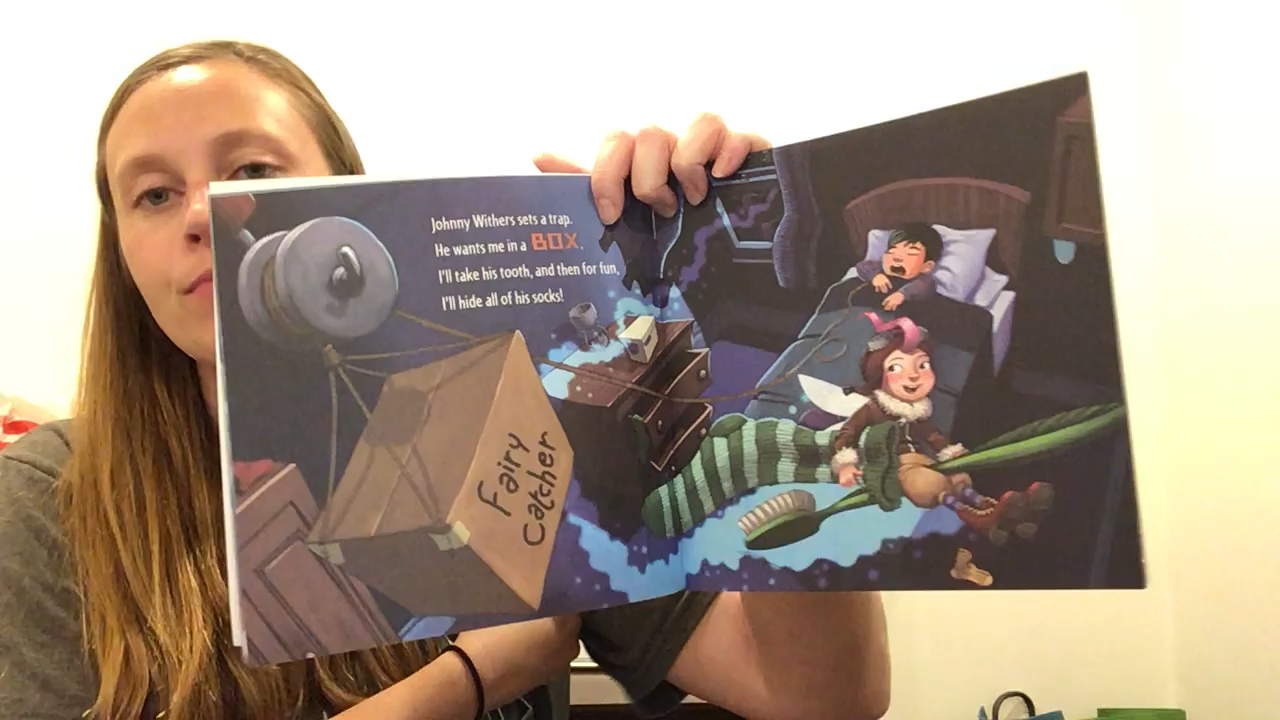 Johnny Withers sets a trap.
He wants me in a BOX.
I'll take his tooth, and then for fun,
I'll hide all of his socks!
Fairy
Catcher